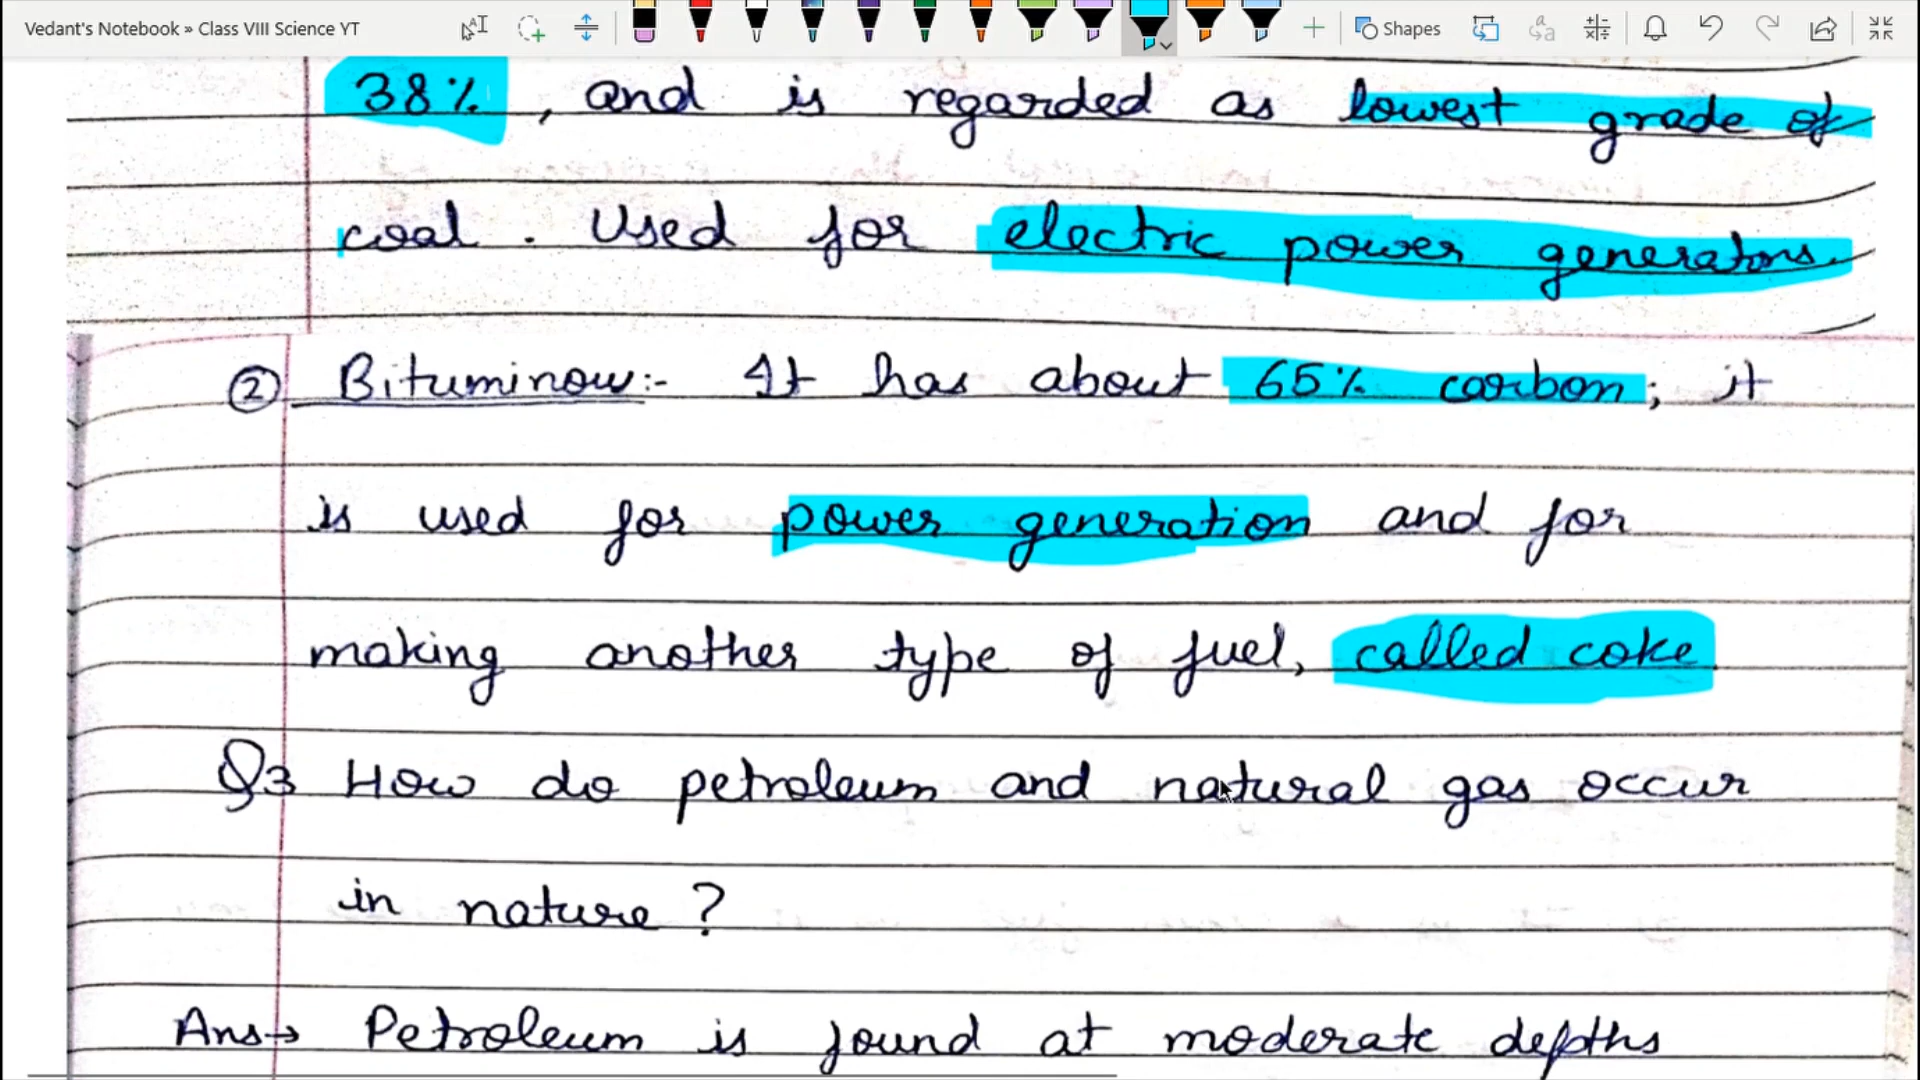 Vedant's Notebook » Class VIII Science YT
Shapes
38%, and is regarded as lowest grade of
coal. Used for electric power generations.
② Bituminous:- It has about 65% carbon; it
is used for power generation and for
making another type of fuel, called coke.
Q3 How do petroleum and natural gas occur
in nature?
Ans→ Petroleum is found at moderate depths